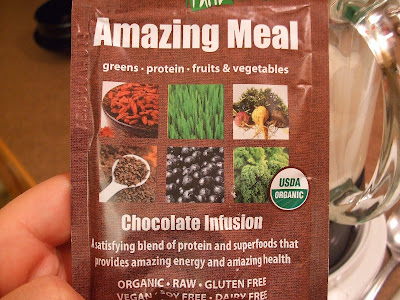 Amazing Meal
greens · protein · fruits & vegetables
USDA
ORGANIC
Chocolate Infusion
A satisfying blend of protein and superfoods that
provides amazing energy and amazing health
ORGANIC · RAW · GLUTEN FREE
VEGAN · SOY FREE · DAIRY FREE